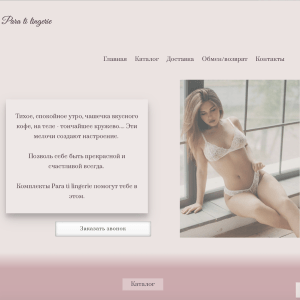 Para ti lingerie
Главная Каталог Доставка Обмен/возврат Контакты
Тихое, спокойное утро, чашечка вкусного
кофе, на теле - тончайшее кружево... Эти
мелочи создают настроение.
Позволь себе быть прекрасной и
счастливой всегда.
Комплекты Para ti lingerie помогут тебе в
этом.
Заказать звонок
Каталог